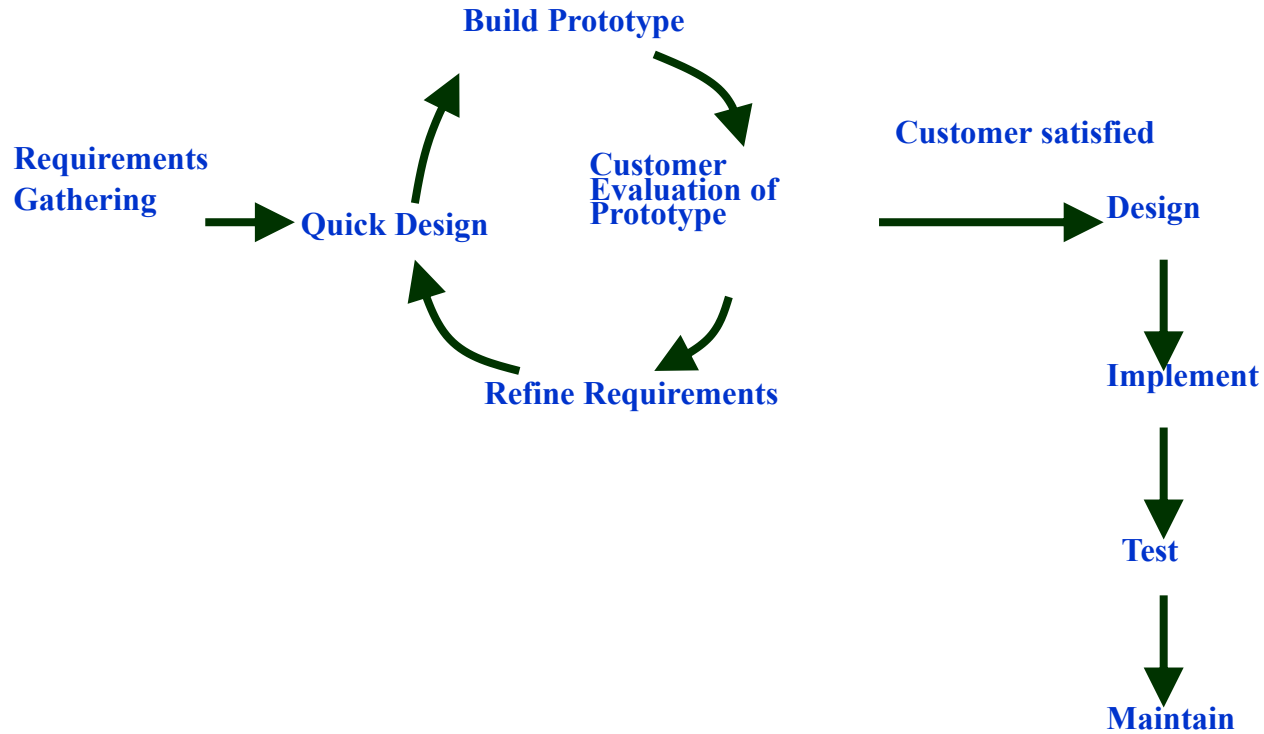 Build Prototype
Requirements
Gathering
Quick Design
Customer
Evaluation of
Prototype
Refine Requirements
Customer satisfied
Design
Implement
Test
Maintain